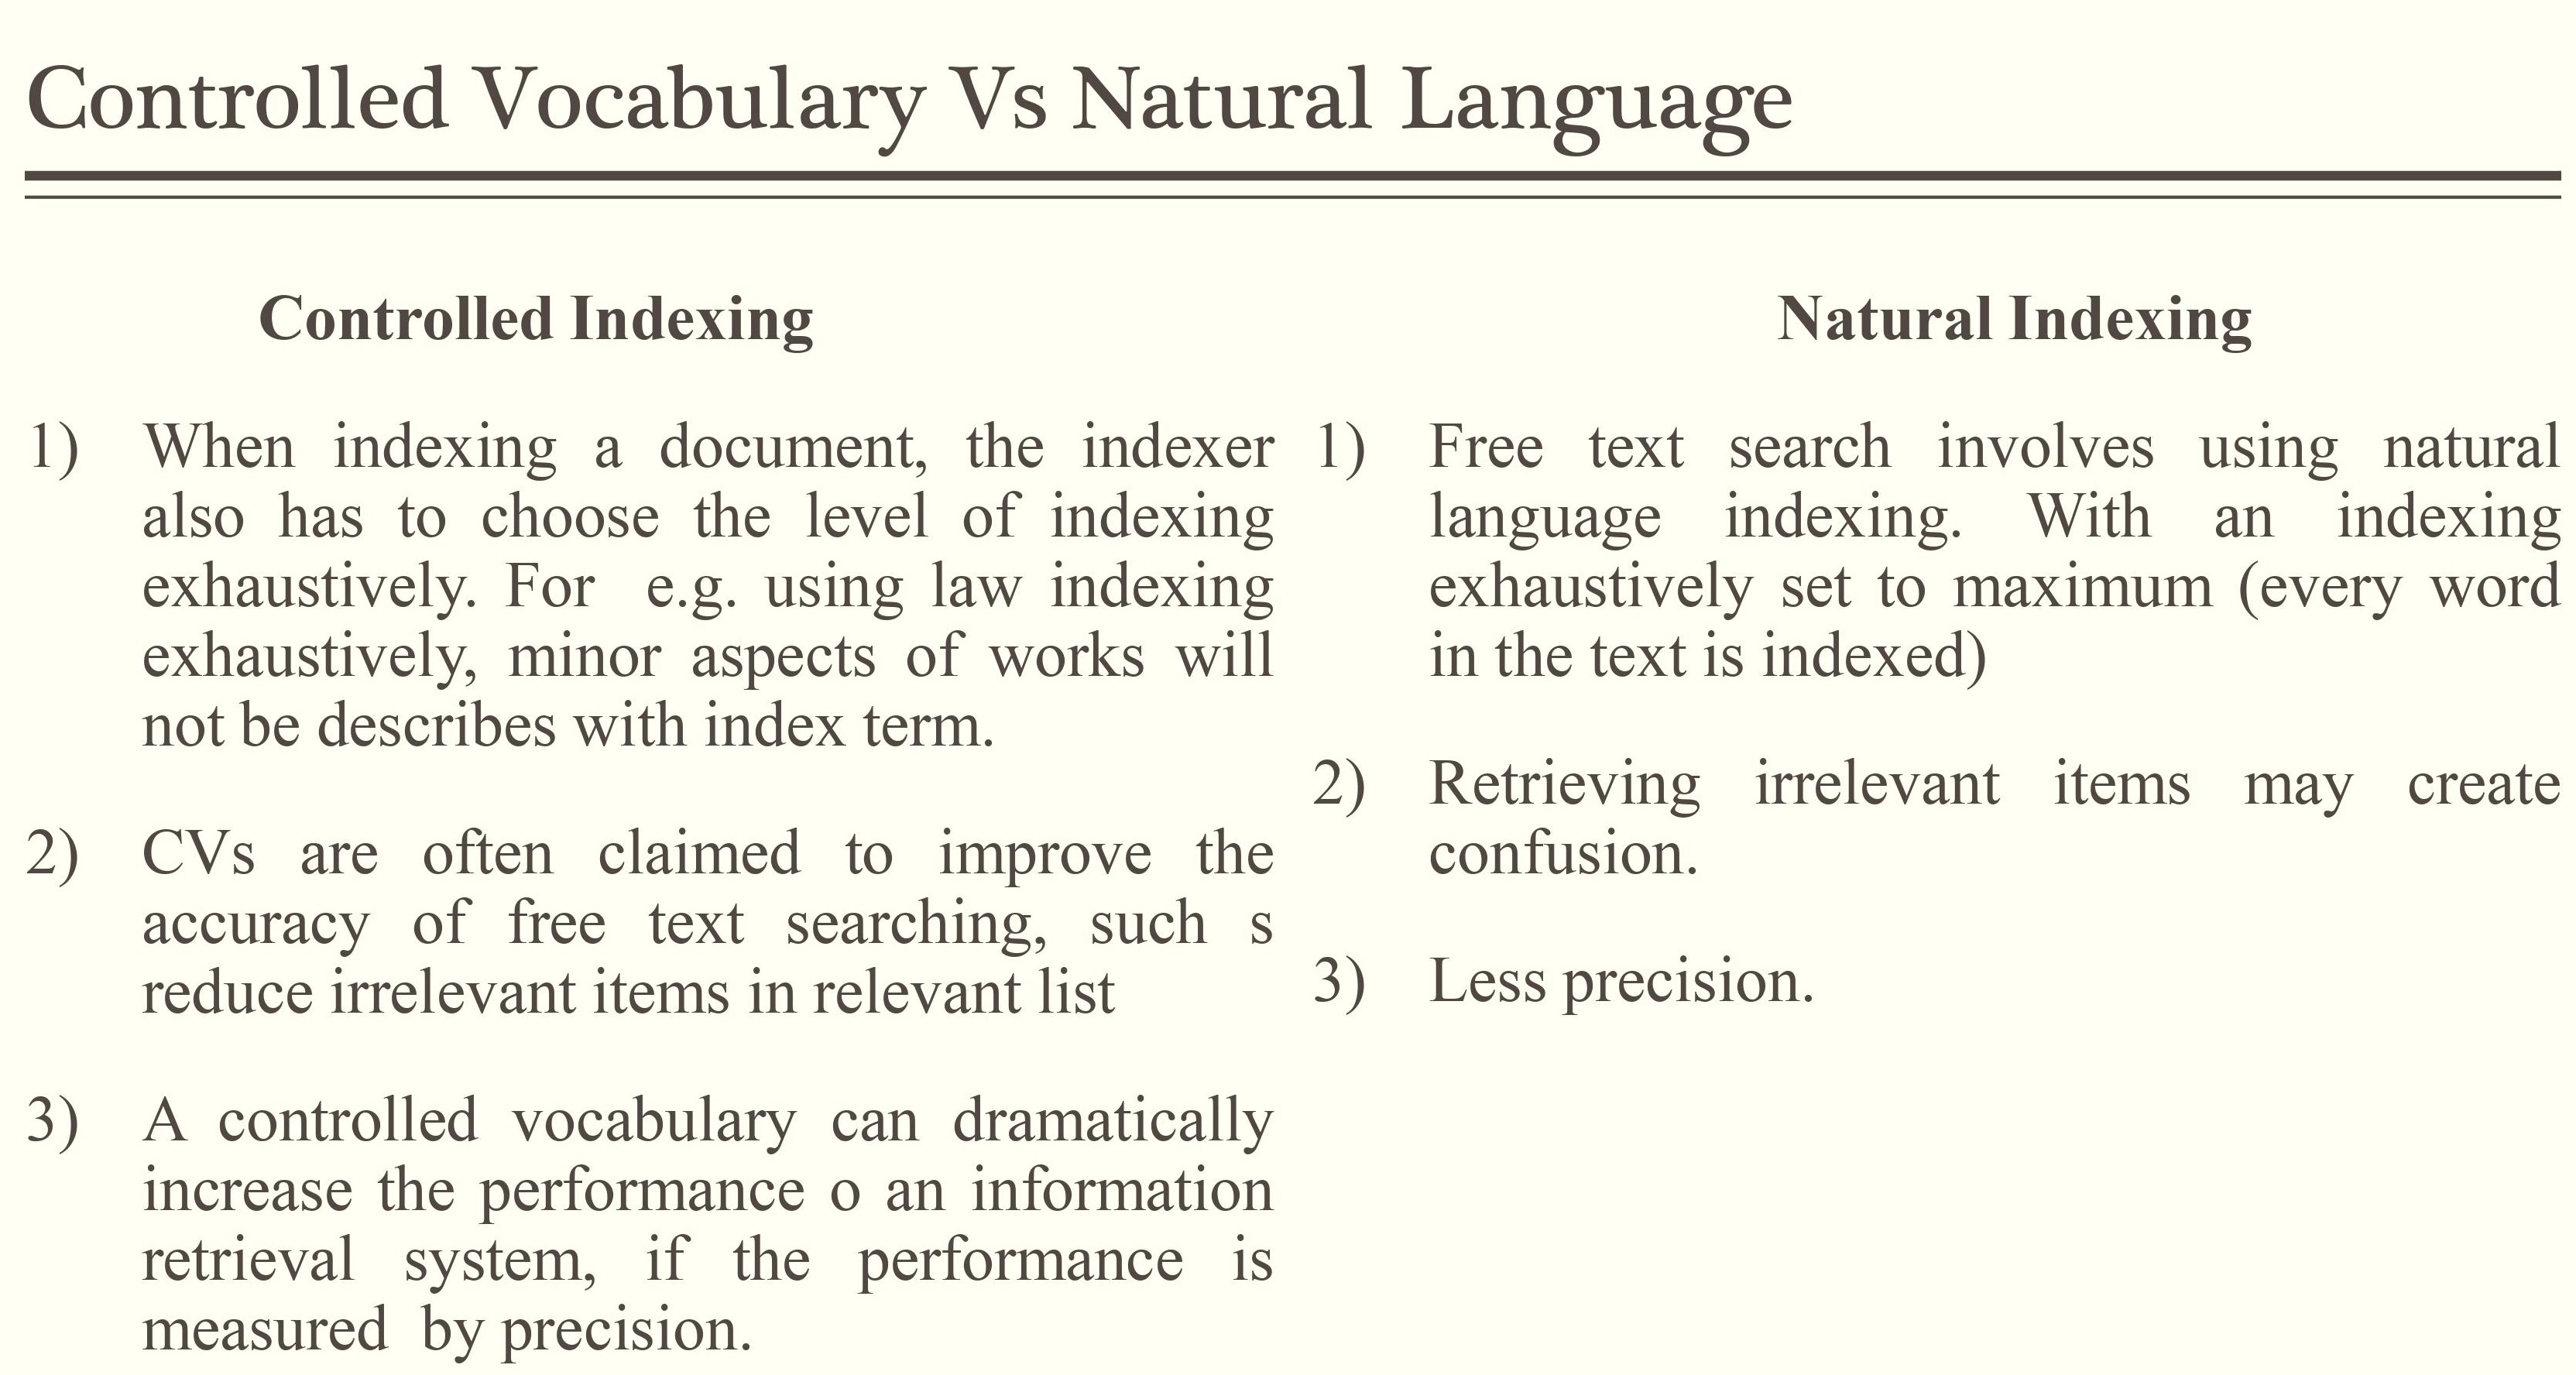 Controlled Vocabulary Vs Natural Language
Controlled Indexing
1) When indexing a document, the indexer
also has to choose the level of indexing
exhaustively. For e.g. using law indexing
exhaustively, minor aspects of works will
not be describes with index term.
2) CVs are often claimed to improve the
accuracy of free text searching, such s
reduce irrelevant items in relevant list
3) A controlled vocabulary can dramatically
increase the performance o an information
retrieval system, if the performance is
measured by precision.
Natural Indexing
1) Free text search involves using natural
language indexing. With an indexing
exhaustively set to maximum (every word
in the text is indexed)
2) Retrieving irrelevant items may create
confusion.
3) Less precision.